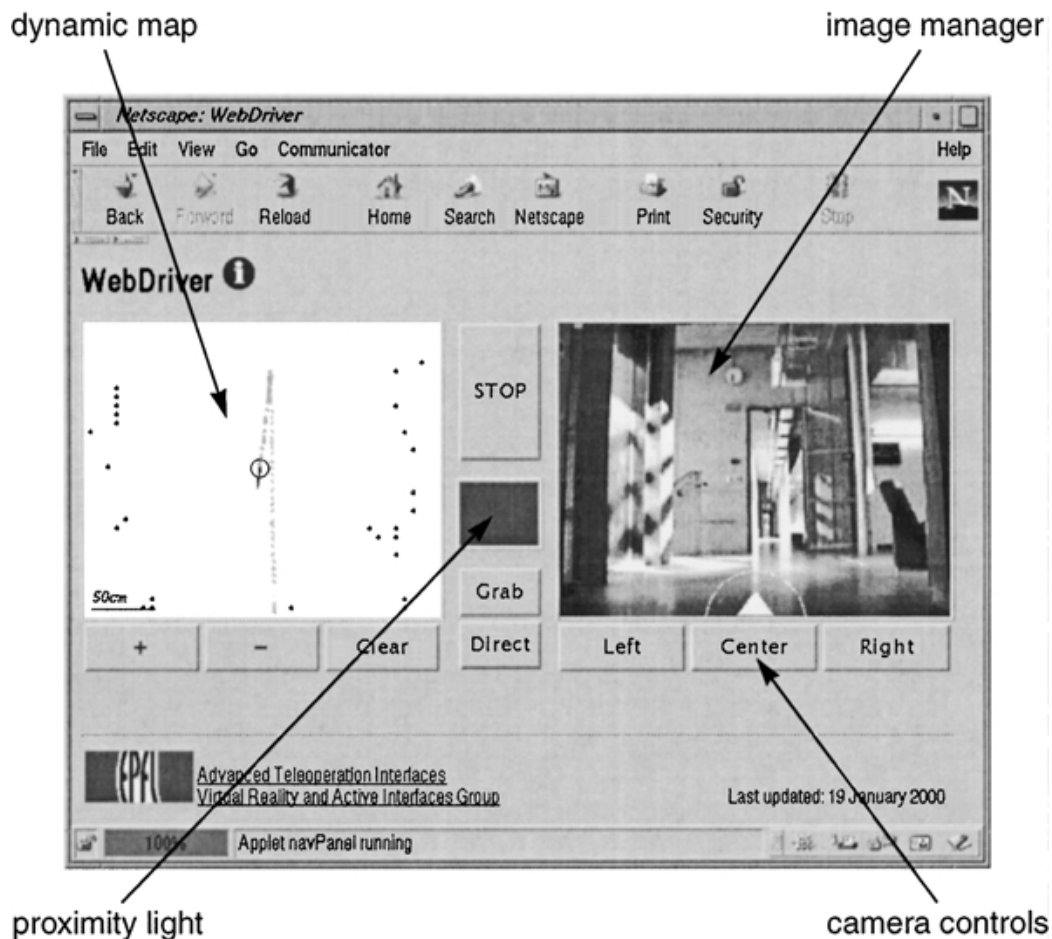 dynamic map
image manager
Netscape: WebDriver
File Edit View Go Communicator Help
Back Forward Reload Home Search Netscape Print Security Stop
N
WebDriver i
STOP
50cm
Grab
+ - Clear Direct Left Center Right
EPFL
Advanced Teleoperation Interfaces
Virtual Reality and Active Interfaces Group
Last updated: 19 January 2000
100% Applet navPanel running
proximity light
camera controls